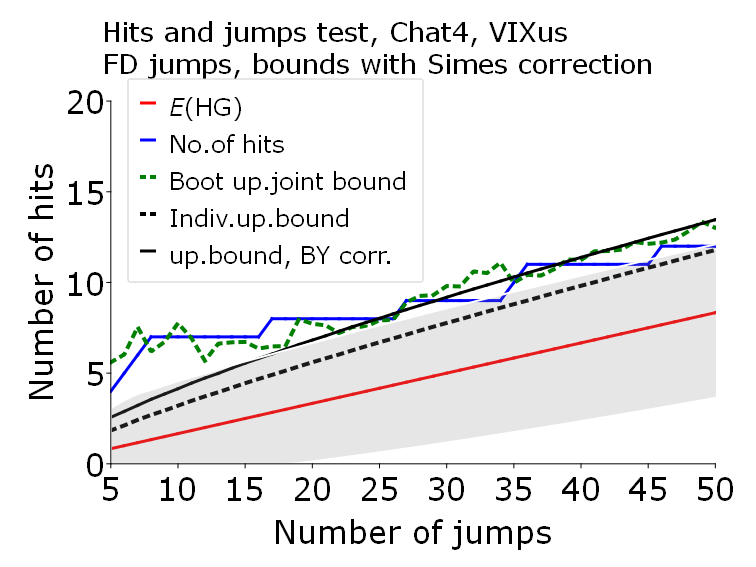 Hits and jumps test, Chat4, VIXus
FD jumps, bounds with Simes correction
E(HG)
No.of hits
Boot up.joint bound
Indiv.up.bound
up.bound, BY corr.
Number of hits
20
15
10
5
0
5 10 15 20 25 30 35 40 45 50
Number of jumps